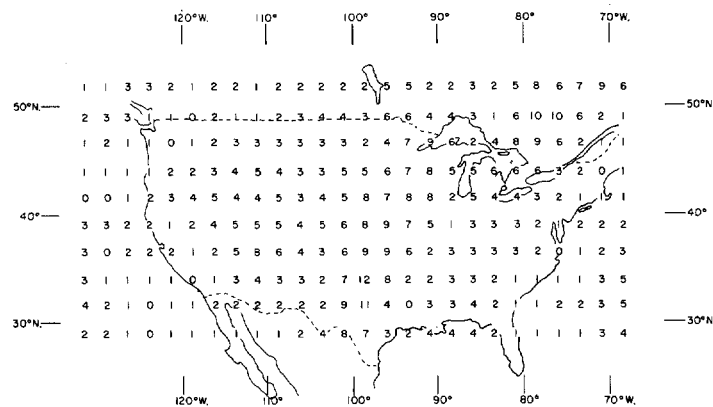 120°W. 110° 100° 90° 80° 70°W.
1 1 3 3 2 1 2 2 1 2 2 2 2 2 5 5 2 2 3 2 5 8 6 7 9 6
50°N. 50°N.
2 3 3 1 0 2 1 1 2 3 4 4 3 6 6 4 4 3 1 6 10 10 6 2 1
1 2 1 1 0 1 2 3 3 3 3 3 3 2 4 7 9 6 2 4 8 9 6 2 1
1 1 1 1 2 2 3 4 5 4 3 3 5 5 6 7 8 5 5 6 6 6 3 2 0 1
0 0 1 2 3 4 5 4 4 5 3 4 5 8 7 8 8 2 5 4 4 3 2 1 1 1
40° 40°N.
3 3 2 2 1 2 4 5 5 5 4 5 6 8 9 7 5 1 3 3 3 2 2 2 2
3 0 2 2 2 1 2 5 8 6 4 3 6 9 9 6 2 3 3 3 3 2 0 1 2 3
3 1 1 1 1 0 1 3 4 3 3 2 7 12 8 2 2 3 3 2 1 1 1 1 3 5
4 2 1 0 1 1 2 2 2 2 2 2 9 11 4 0 3 3 4 2 1 1 2 2 3 5
30°N. 30°N.
2 2 1 0 1 1 1 1 1 1 2 4 8 7 3 2 4 4 4 2 1 1 1 1 3 4
120°W. 110° 100° 90° 80° 70°W.